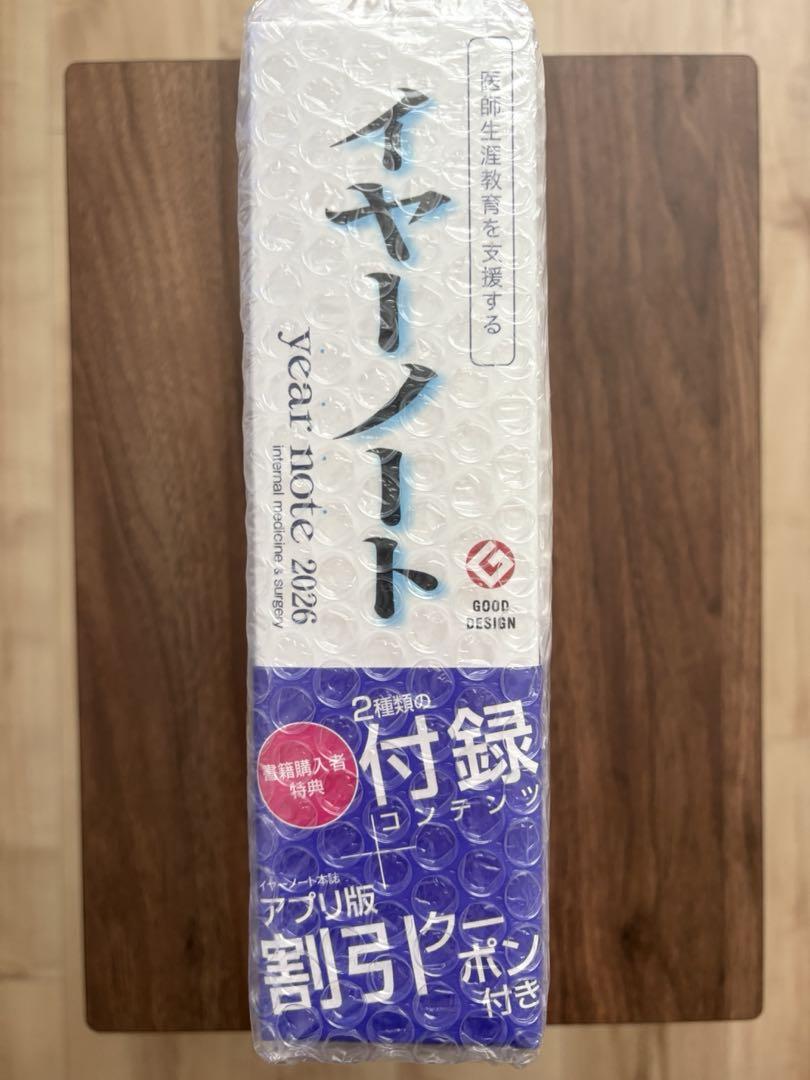 医師生涯教育を支援する
イヤーノート
year note 2026
internal medicine & surgery
GOOD
DESIGN
2種類の
付録
コンテンツ
書籍購入者
特典
イヤーノート本誌
アプリ版
割引クーポン付き